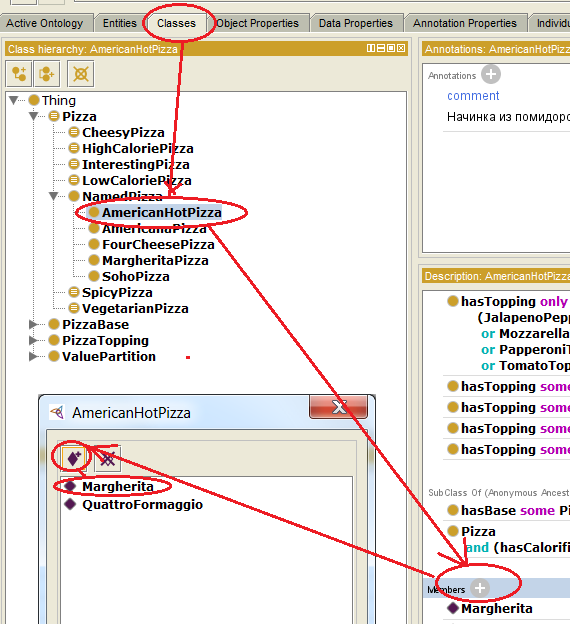 Active Ontology Entities Classes Object Properties Data Properties Annotation Properties Individu
Class hierarchy: AmericanHotPizza
Thing
Pizza
CheesyPizza
HighCaloriePizza
InterestingPizza
LowCaloriePizza
NamedPizza
AmericanHotPizza
AmericanaPizza
FourCheesePizza
MargheritaPizza
SohoPizza
SpicyPizza
VegetarianPizza
PizzaBase
PizzaTopping
ValuePartition
AmericanHotPizza
Margherita
QuattroFormaggio
Annotations: AmericanHotPizza
Annotations
comment
Начинка из помидоро
Description: AmericanHotPizza
hasTopping only
(JalapenoPepp
or Mozzarella
or PapperoniT
or TomatoTop
hasTopping some
hasTopping some
hasTopping some
hasTopping some
SubClass Of (Anonymous Ancest
hasBase some Pi
Pizza
and (hasCalorifi
Members
Margherita